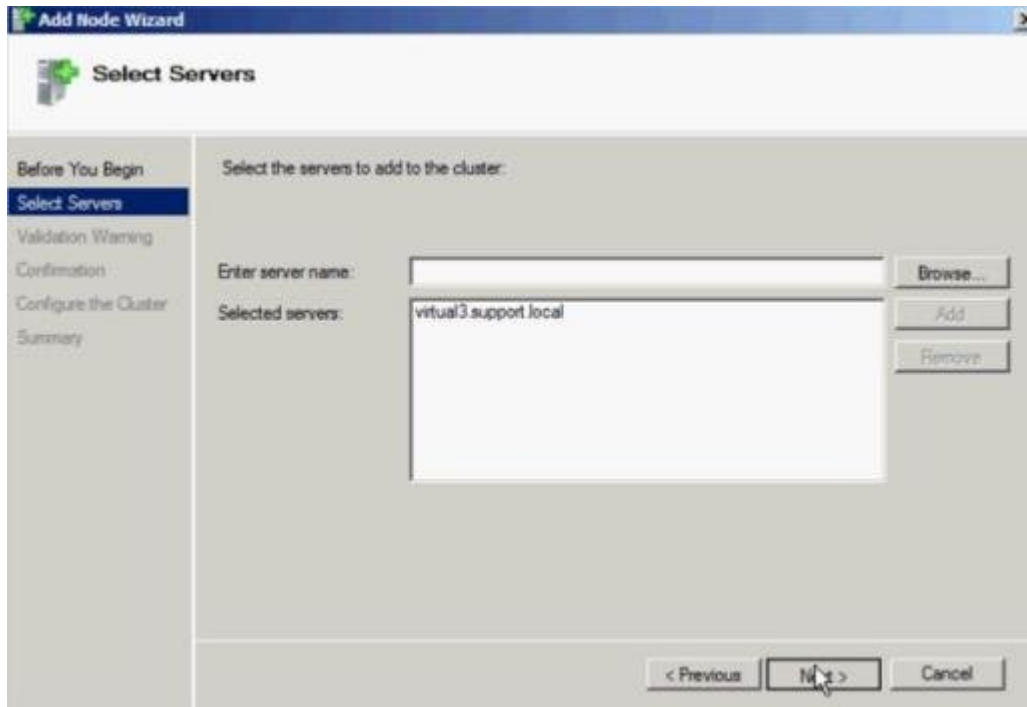 Add Node Wizard
Select Servers
Before You Begin
Select Servers
Validation Warning
Confirmation
Configure the Cluster
Summary
Select the servers to add to the cluster:
Enter server name:
Browse...
Selected servers:
virtual3.support.local
Add
Remove
< Previous
Next >
Cancel